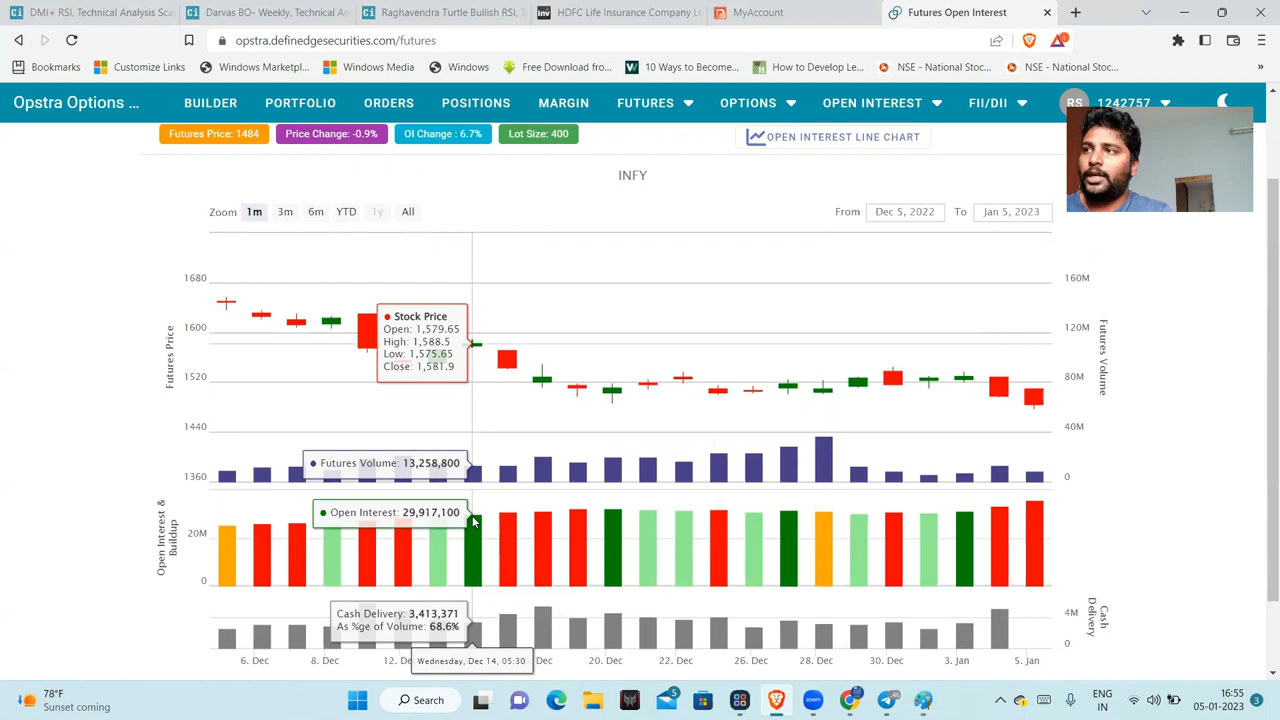 DMI+ RSI, Technical Analysis Sca
Darvas BO- Weekly, Technical An
Raghavendra Turtle Bullish RSI, T
HDFC Life Insurance Company Lt
MyAccount
Futures Open Interest
opstra.definedgesecurities.com/futures
Bookmarks
Customize Links
Windows Marketpl...
Windows Media
Windows
Free Download fro...
10 Ways to Become...
How to Develop Le...
NSE - National Stoc...
NSE - National Stoc...
Opstra Options ...
BUILDER
PORTFOLIO
ORDERS
POSITIONS
MARGIN
FUTURES
OPTIONS
OPEN INTEREST
FII/DII
RS
1242757
Futures Price: 1484
Price Change: -0.9%
OI Change : 6.7%
Lot Size: 400
OPEN INTEREST LINE CHART
INFY
Zoom
1m
3m
6m
YTD
1y
All
From
Dec 5, 2022
To
Jan 5, 2023
1680
1600
1520
1440
1360
Futures Price
160M
120M
80M
40M
0
Futures Volume
Stock Price
Open: 1,579.65
High: 1,588.5
Low: 1,575.65
Close: 1,581.9
Futures Volume: 13,258,800
Open Interest: 29,917,100
Open Interest &
Buildup
20M
0
Cash Delivery: 3,413,371
As %ge of Volume: 68.6%
4M
0
Cash
Delivery
6. Dec
8. Dec
12. De
Wednesday, Dec 14, 05:30
Dec
20. Dec
22. Dec
26. Dec
28. Dec
30. Dec
3. Jan
5. Jan
78°F
Sunset coming
Search
5
46
ENG
IN
16:55
05-01-2023
3